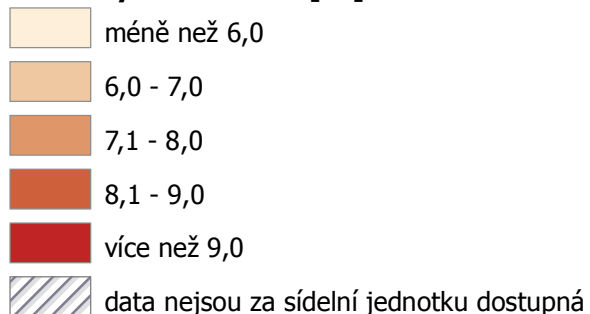 méně než 6,0
6,0 - 7,0
7,1 - 8,0
8,1 - 9,0
více než 9,0
data nejsou za sídelní jednotku dostupná